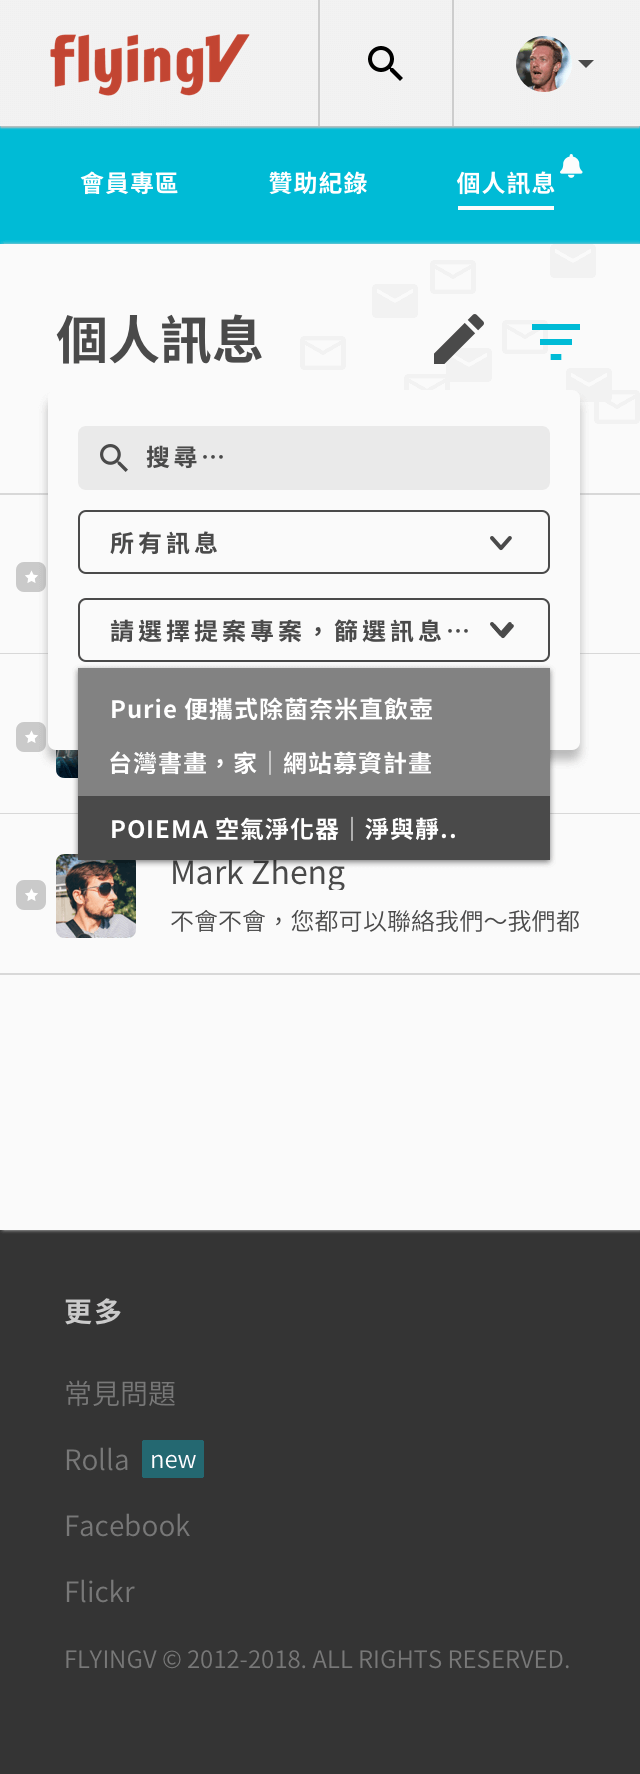 flyingV
會員專區
贊助紀錄
個人訊息
個人訊息
搜尋⋯
所有訊息
請選擇提案專案，篩選訊息⋯
Purie 便攜式除菌奈米直飲壺
台灣書畫，家｜網站募資計畫
POIEMA 空氣淨化器｜淨與靜..
Mark Zheng
不會不會，您都可以聯絡我們～我們都
更多
常見問題
Rolla new
Facebook
Flickr
FLYINGV © 2012-2018. ALL RIGHTS RESERVED.